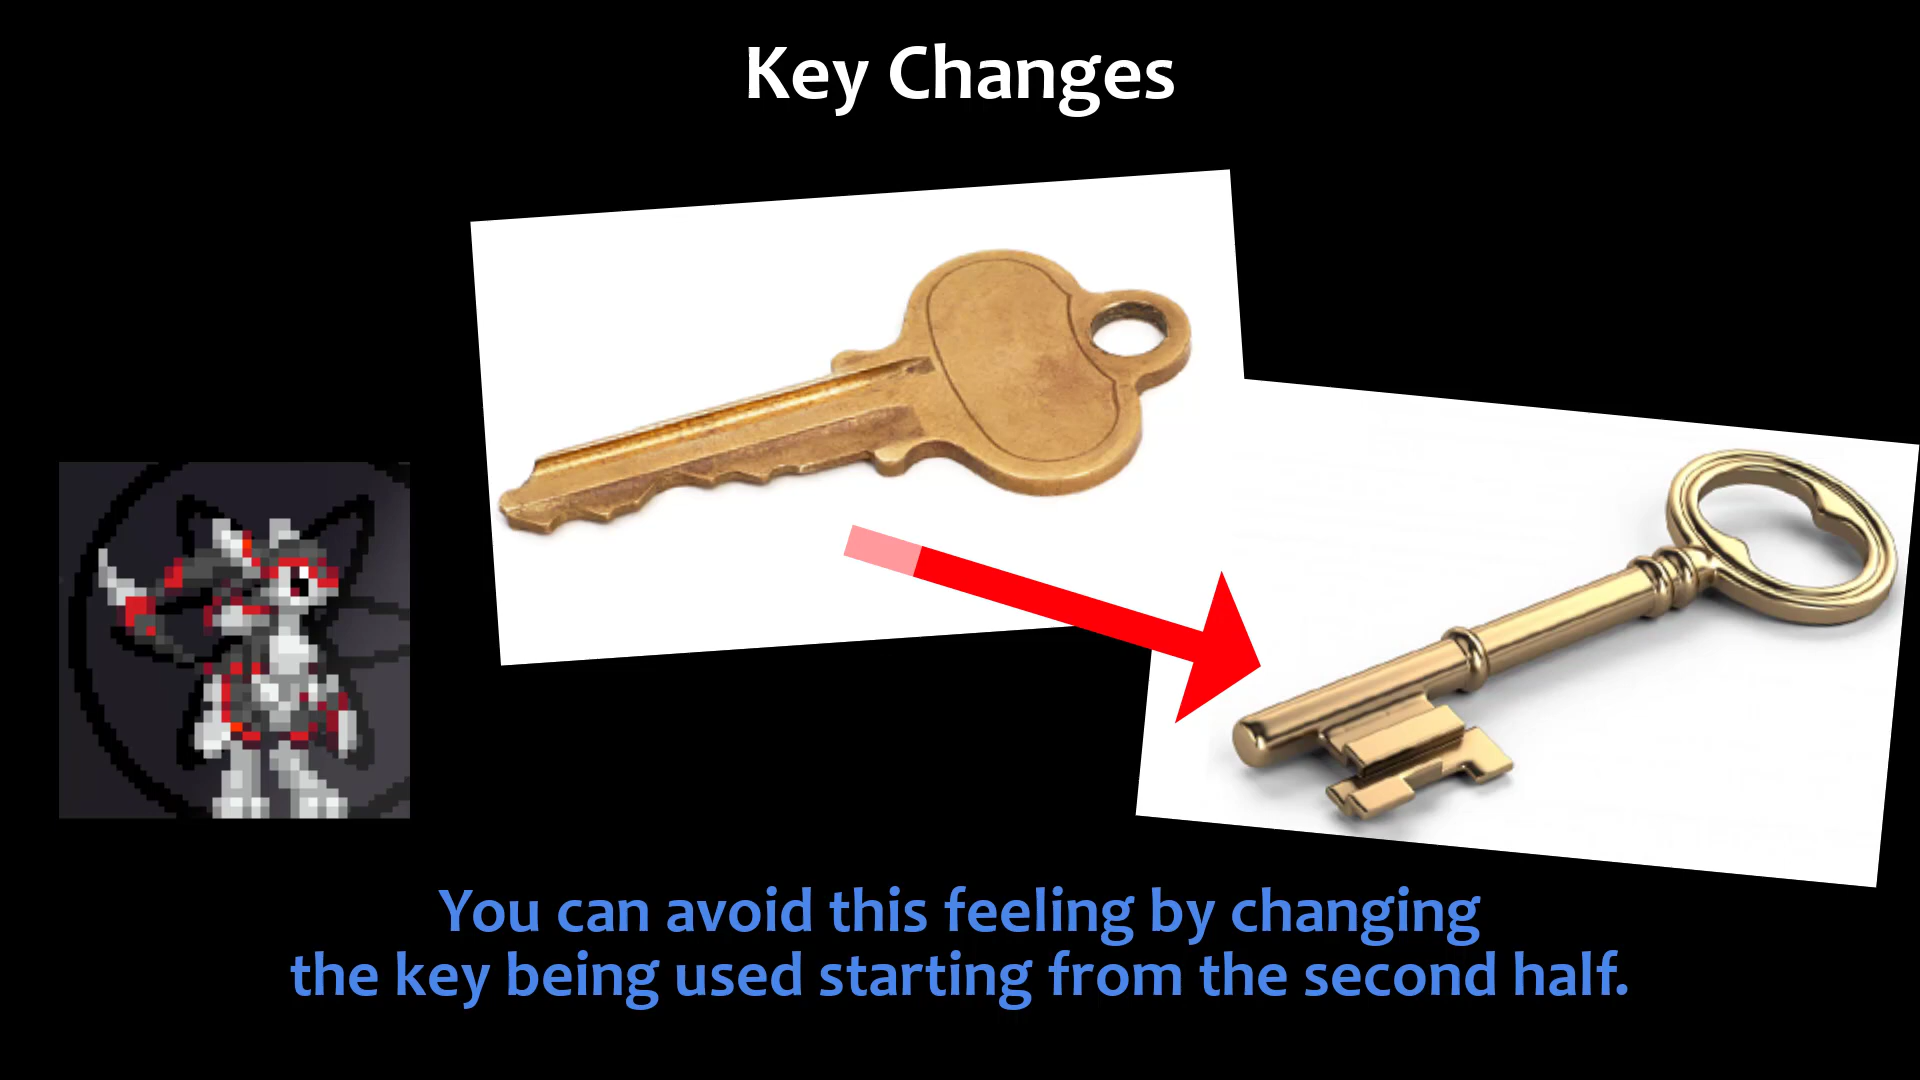 Key Changes
You can avoid this feeling by changing
the key being used starting from the second half.